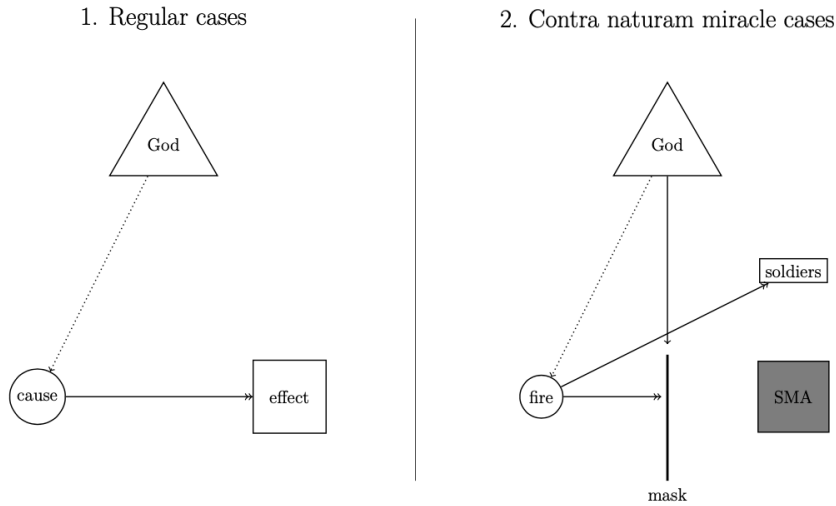 1. Regular cases
God
cause
effect
2. Contra naturam miracle cases
God
soldiers
fire
SMA
mask